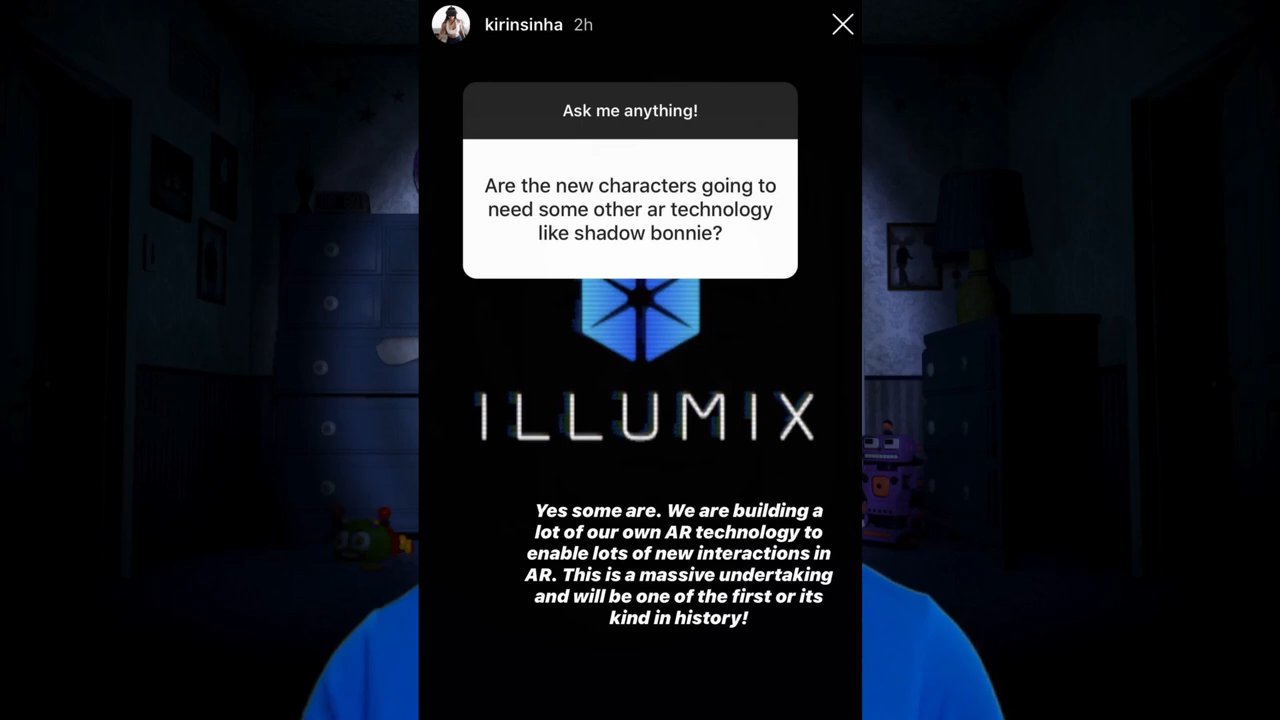 kirinsinha 2h
Ask me anything!
Are the new characters going to
need some other ar technology
like shadow bonnie?
ILLUMIX
Yes some are. We are building a
lot of our own AR technology to
enable lots of new interactions in
AR. This is a massive undertaking
and will be one of the first or its
kind in history!